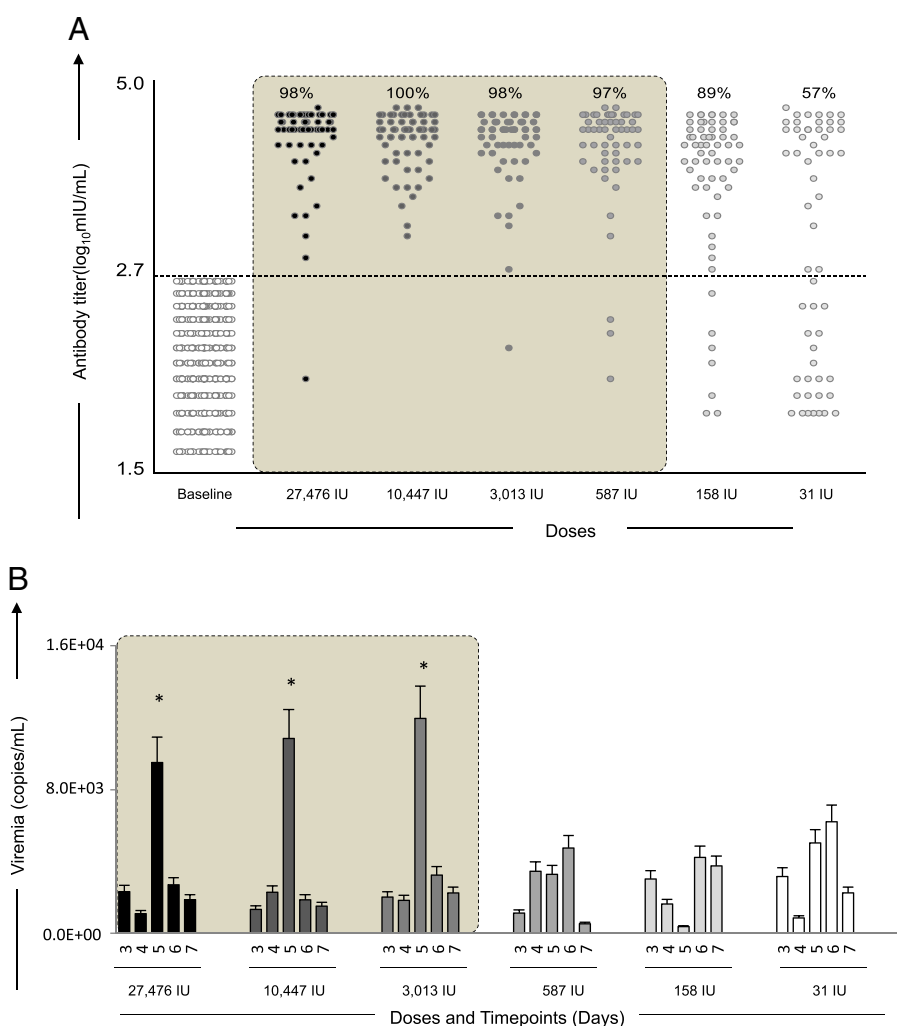 A
5.0
98% 100% 98% 97% 89% 57%
Antibody titer(log10mIU/mL)
2.7
1.5
Baseline 27,476 IU 10,447 IU 3,013 IU 587 IU 158 IU 31 IU
Doses
B
1.6E+04
* * *
Viremia (copies/mL)
8.0E+03
0.0E+00
3 4 5 6 7 3 4 5 6 7 3 4 5 6 7 3 4 5 6 7 3 4 5 6 7 3 4 5 6 7
27,476 IU 10,447 IU 3,013 IU 587 IU 158 IU 31 IU
Doses and Timepoints (Days)